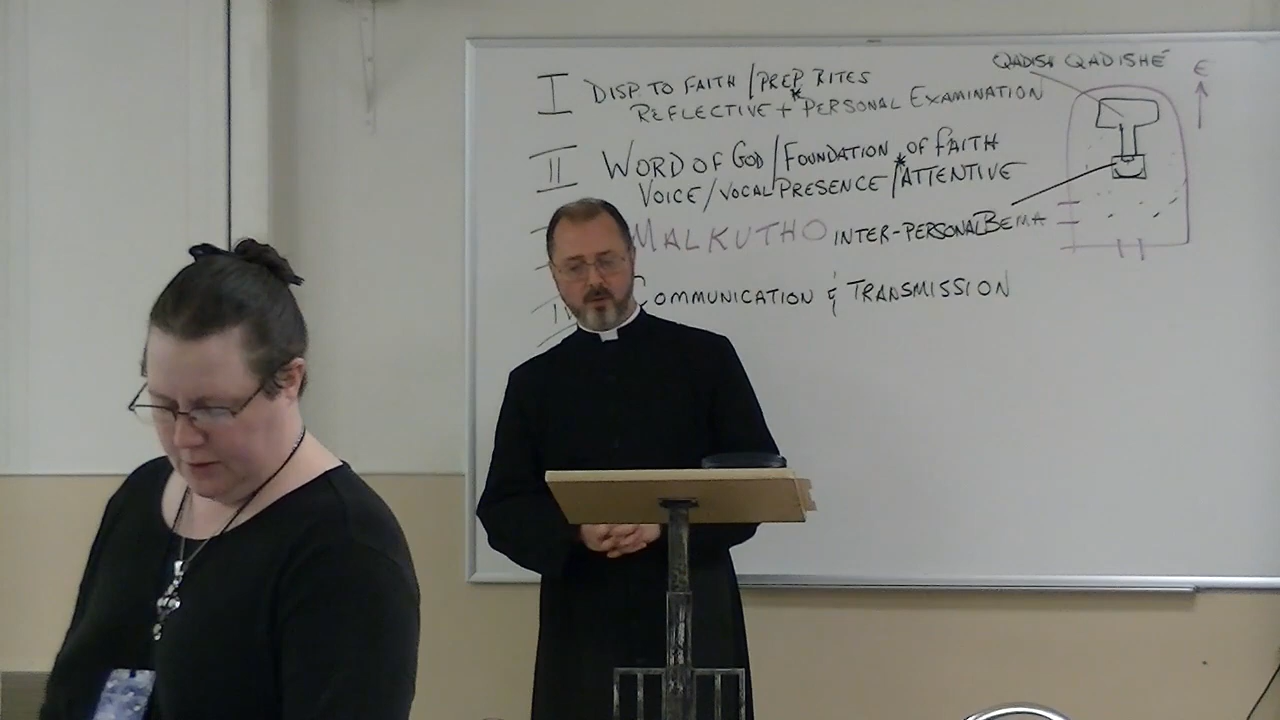 I DISP TO FAITH / PREP RITES
REFLECTIVE + PERSONAL EXAMINATION
II WORD OF GOD / FOUNDATION OF FAITH
VOICE / VOCAL PRESENCE / ATTENTIVE
MALKUTHO INTER-PERSONAL
COMMUNICATION & TRANSMISSION
QADISH QADISHÉ
E
BEMA